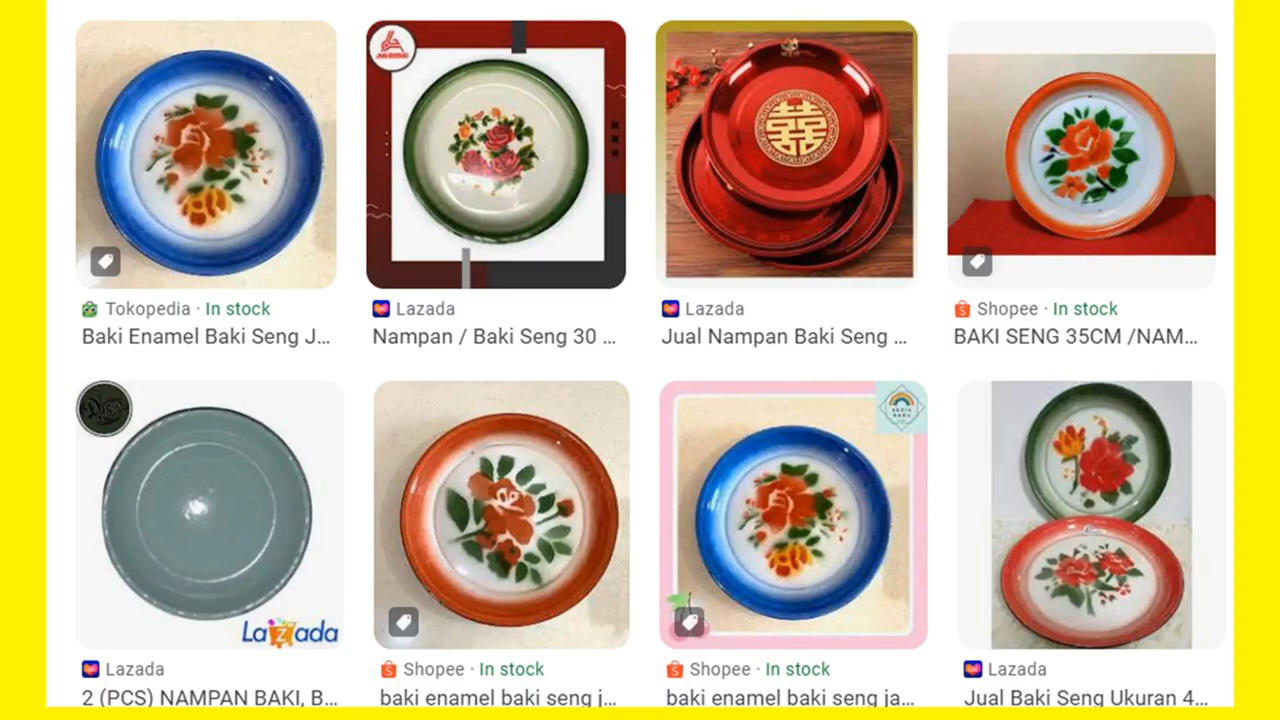 囍
Tokopedia · In stock
Baki Enamel Baki Seng J...
Lazada
Nampan / Baki Seng 30 ...
Lazada
Jual Nampan Baki Seng ...
Shopee · In stock
BAKI SENG 35CM /NAM...
Lazada
Lazada
2 (PCS) NAMPAN BAKI, B...
Shopee · In stock
baki enamel baki seng j...
Shopee · In stock
baki enamel baki seng ja...
Lazada
Jual Baki Seng Ukuran 4...